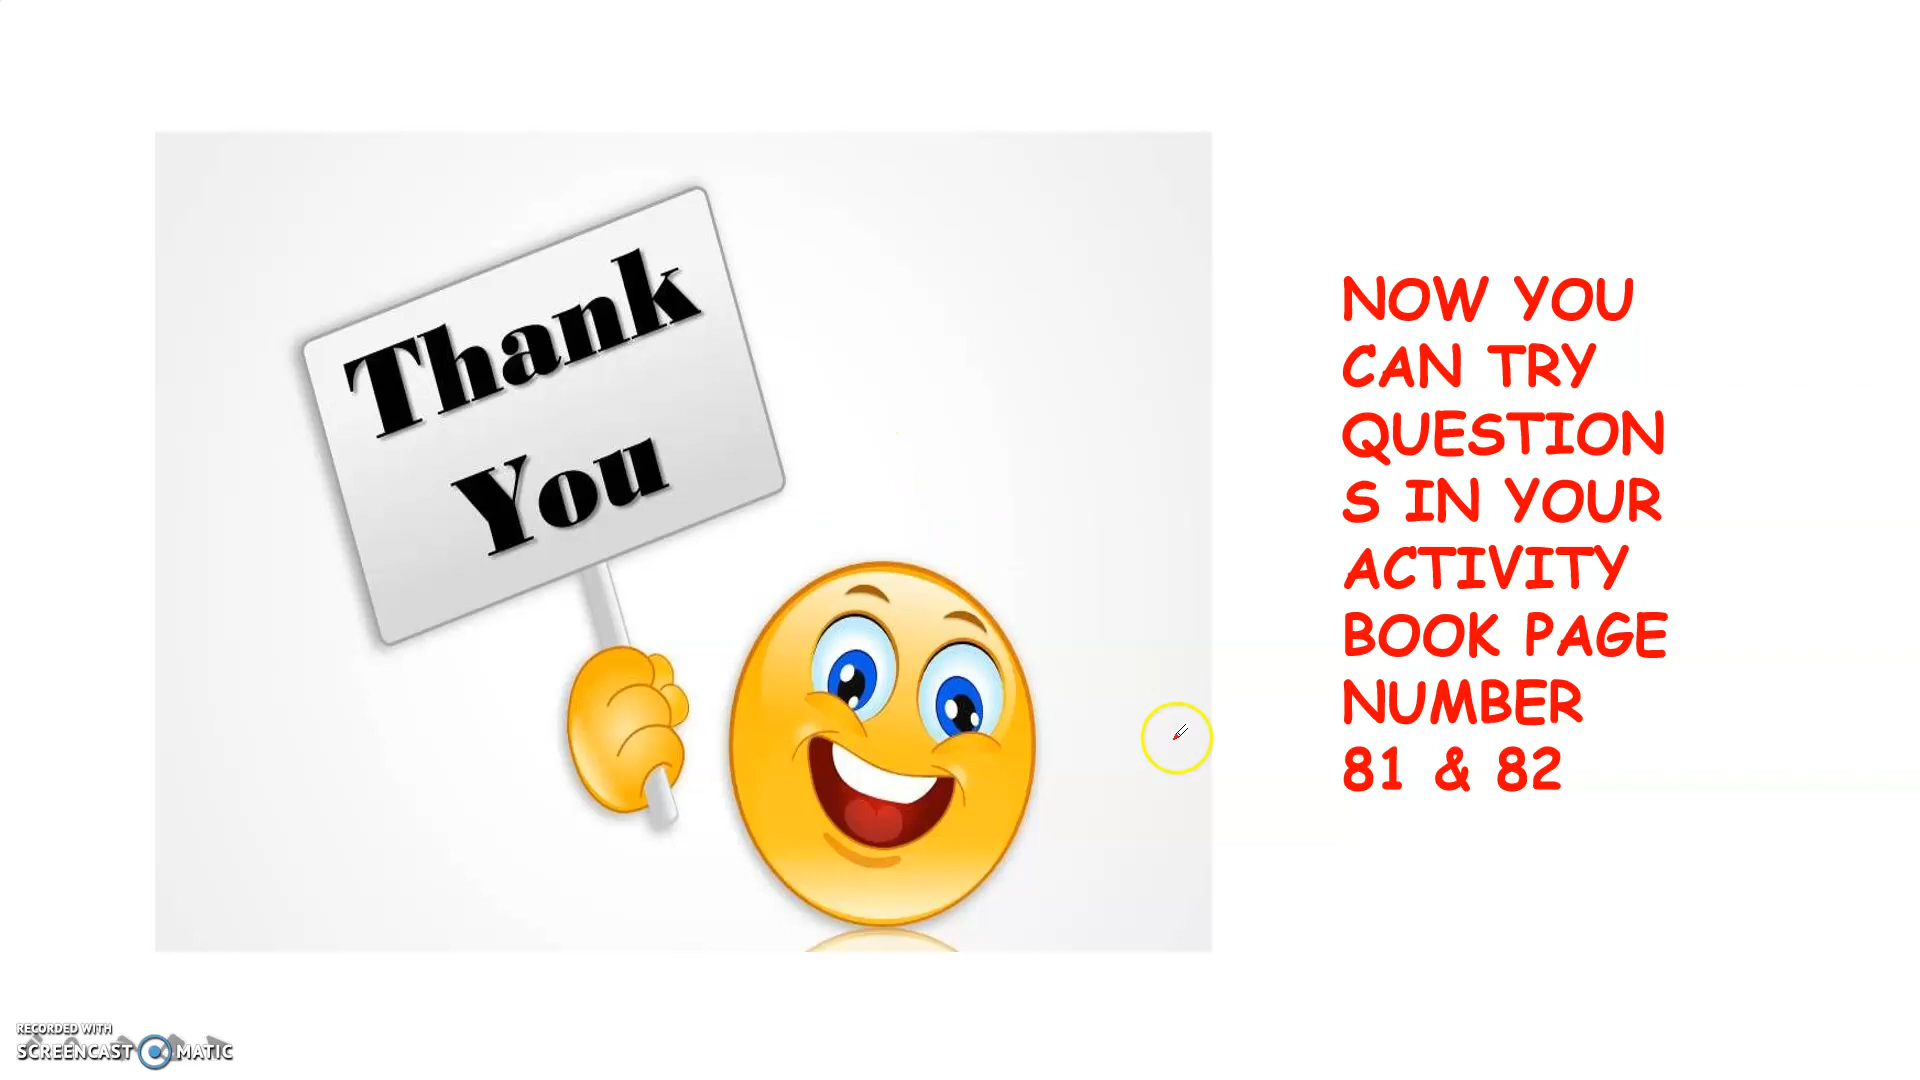 Thank
You
NOW YOU
CAN TRY
QUESTION
S IN YOUR
ACTIVITY
BOOK PAGE
NUMBER
81 & 82
RECORDED WITH
SCREENCAST MATIC